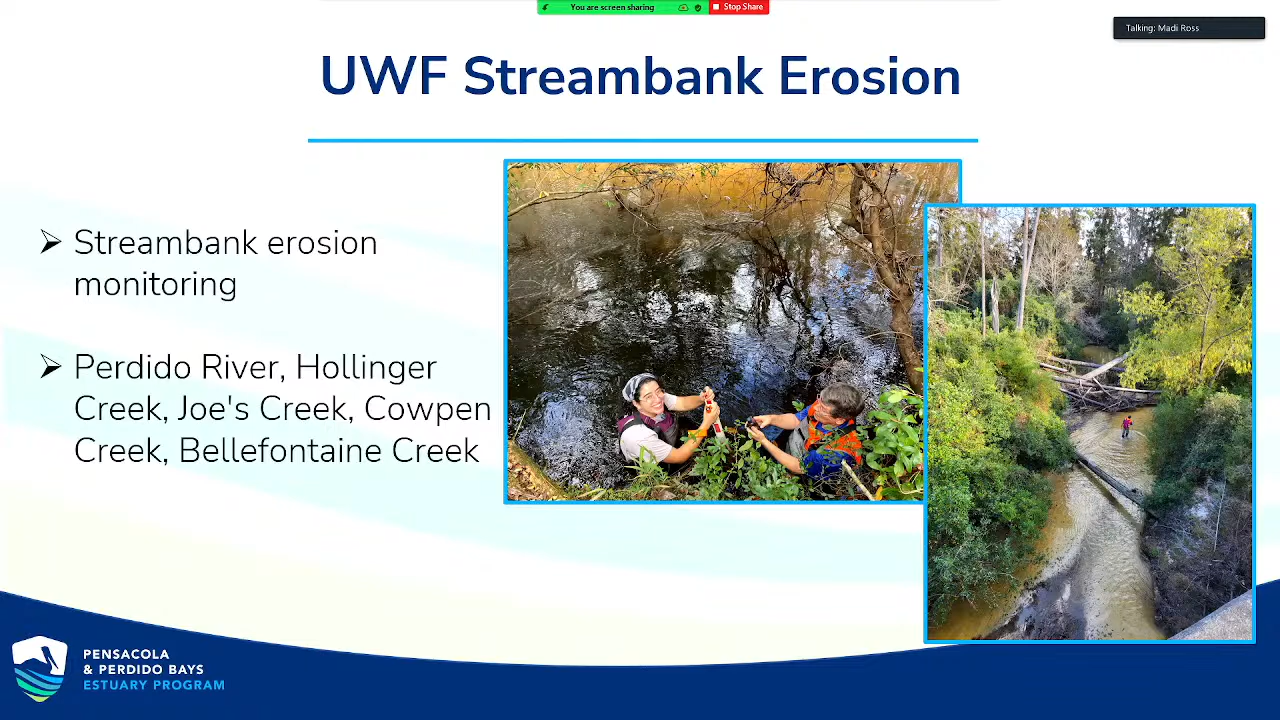 You are screen sharing
Stop Share
Talking: Madi Ross
UWF Streambank Erosion
Streambank erosion
monitoring
Perdido River, Hollinger
Creek, Joe's Creek, Cowpen
Creek, Bellefontaine Creek
PENSACOLA
& PERDIDO BAYS
ESTUARY PROGRAM